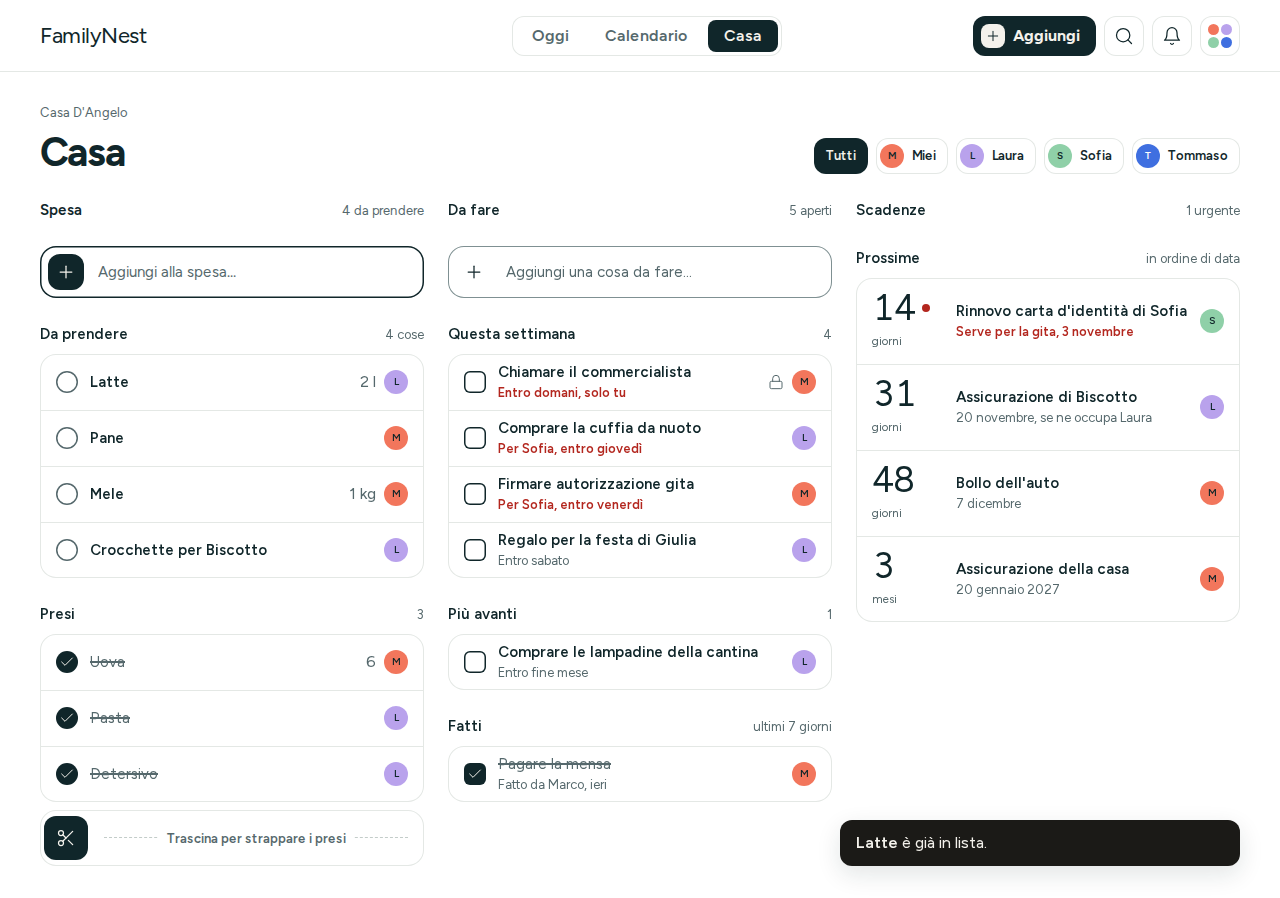 FamilyNest
Oggi
Calendario
Casa
Aggiungi
Casa D'Angelo
Casa
Tutti
M Miei
L Laura
S Sofia
T Tommaso
Spesa
4 da prendere
Aggiungi alla spesa...
Da prendere
4 cose
Latte
2 l
L
Pane
M
Mele
1 kg
M
Crocchette per Biscotto
L
Presi
3
Uova
6
M
Pasta
L
Detersivo
L
Trascina per strappare i presi
Da fare
5 aperti
Aggiungi una cosa da fare...
Questa settimana
4
Chiamare il commercialista
Entro domani, solo tu
M
Comprare la cuffia da nuoto
Per Sofia, entro giovedì
L
Firmare autorizzazione gita
Per Sofia, entro venerdì
M
Regalo per la festa di Giulia
Entro sabato
L
Più avanti
1
Comprare le lampadine della cantina
Entro fine mese
L
Fatti
ultimi 7 giorni
Pagare la mensa
Fatto da Marco, ieri
M
Scadenze
1 urgente
Prossime
in ordine di data
14
giorni
Rinnovo carta d'identità di Sofia
Serve per la gita, 3 novembre
S
31
giorni
Assicurazione di Biscotto
20 novembre, se ne occupa Laura
L
48
giorni
Bollo dell'auto
7 dicembre
M
3
mesi
Assicurazione della casa
20 gennaio 2027
M
Latte è già in lista.